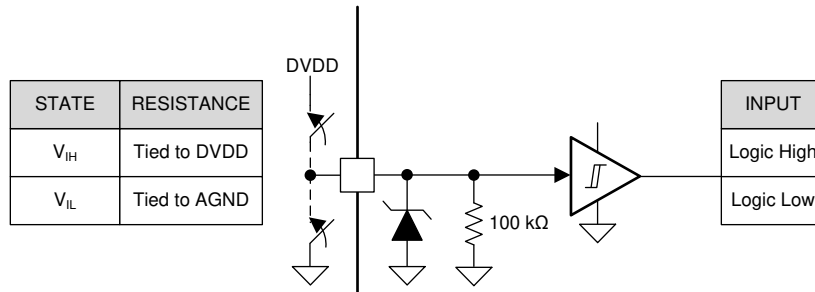 DVDD
STATE RESISTANCE
V_IH Tied to DVDD
V_IL Tied to AGND
100 kΩ
INPUT
Logic High
Logic Low